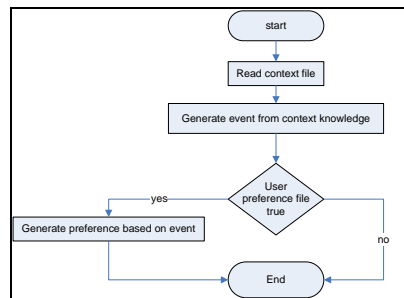 start
Read context file
Generate event from context knowledge
User
preference file
true
yes
no
Generate preference based on event
End